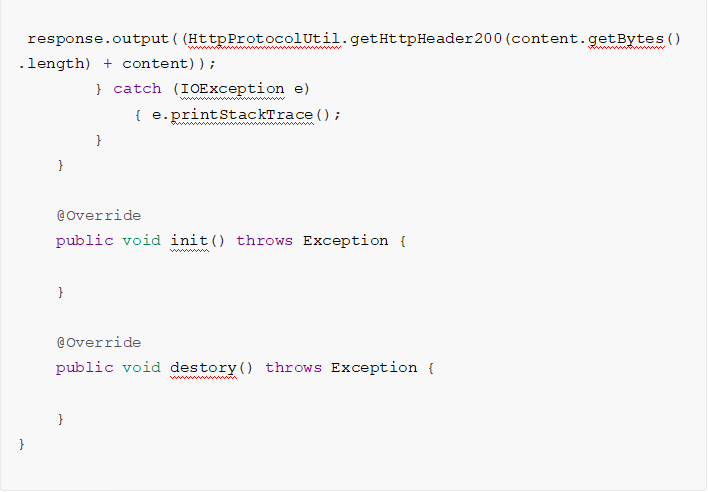 response.output((HttpProtocolUtil.getHttpHeader200(content.getBytes()
.length) + content));
} catch (IOException e)
{ e.printStackTrace();
}
}
@Override
public void init() throws Exception {
}
@Override
public void destory() throws Exception {
}
}